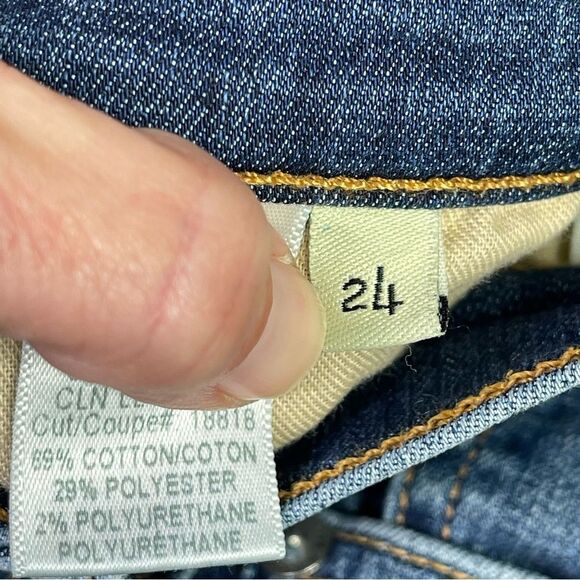 24
CLN
Cut/Coupe# 18818
69% COTTON/COTON
29% POLYESTER
2% POLYURETHANE
POLYURÉTHANE